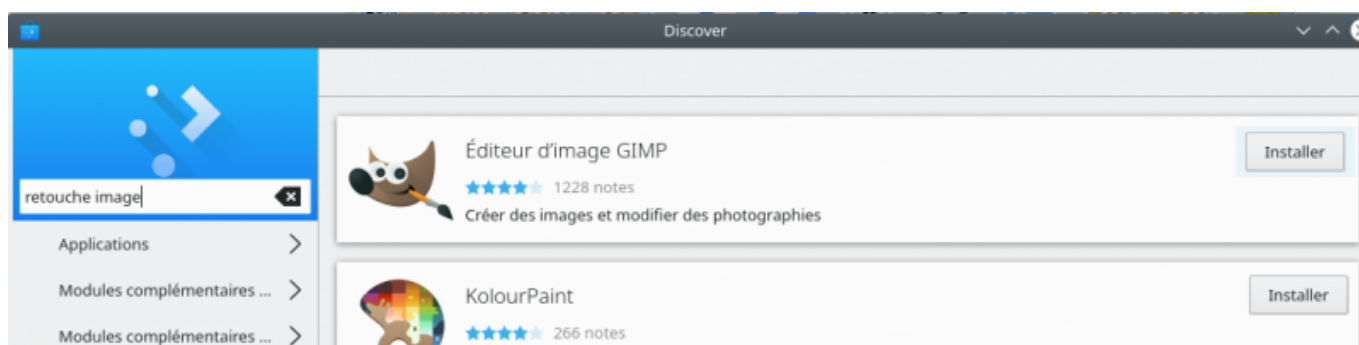 Discover
retouche image
Applications
Modules complémentaires ...
Modules complémentaires ...
Éditeur d'image GIMP
1228 notes
Créer des images et modifier des photographies
Installer
KolourPaint
266 notes
Installer